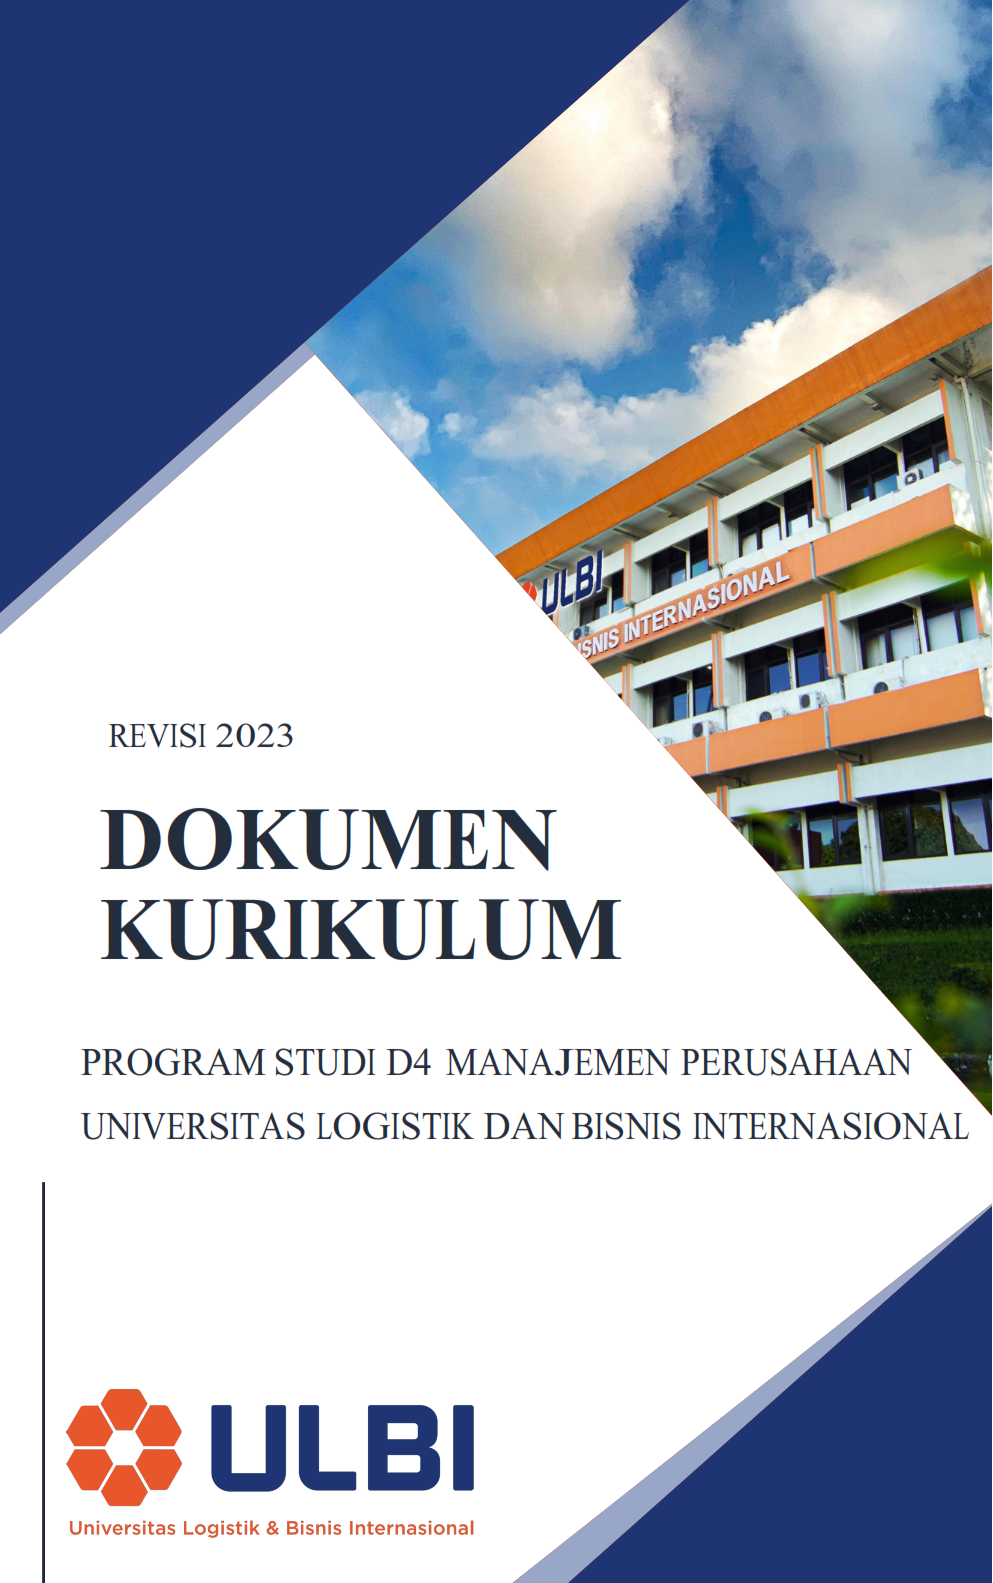 ULBI
BISNIS INTERNASIONAL
REVISI 2023
DOKUMEN
KURIKULUM
PROGRAM STUDI D4 MANAJEMEN PERUSAHAAN
UNIVERSITAS LOGISTIK DAN BISNIS INTERNASIONAL
ULBI
Universitas Logistik & Bisnis Internasional